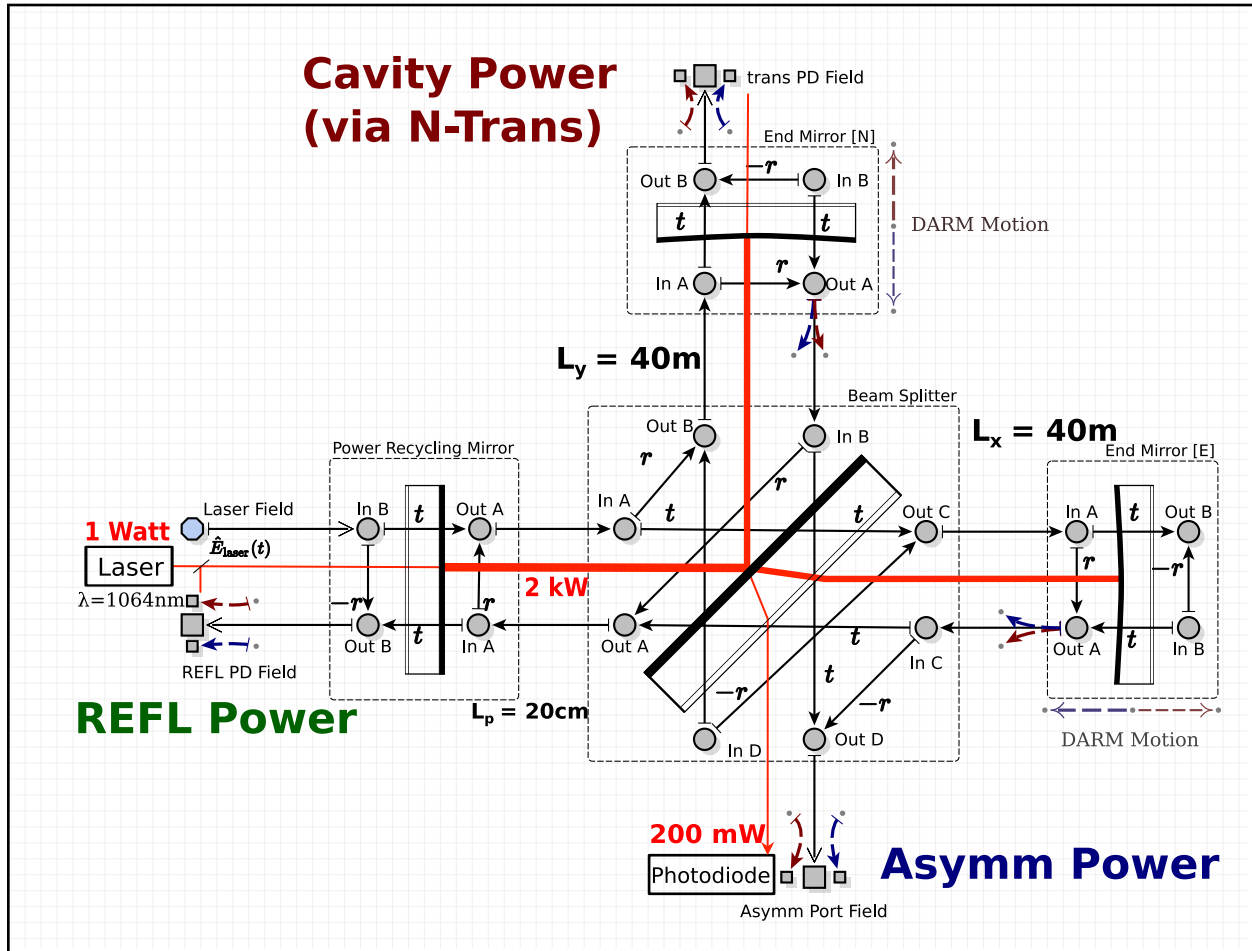 Cavity Power
(via N-Trans)
trans PD Field
End Mirror [N]
Out B
−r
In B
t
t
DARM Motion
In A
r
Out A
L_y = 40m
Beam Splitter
Out B
In B
L_x = 40m
Power Recycling Mirror
r
r
End Mirror [E]
Laser Field
In B
t
Out A
In A
t
t
Out C
In A
t
Out B
1 Watt
Ê_laser(t)
Laser
2 kW
r
−r
λ=1064nm
−r
r
Out B
t
In A
Out A
t
In C
Out A
t
In B
REFL PD Field
t
−r
−r
REFL Power
L_p = 20cm
In D
Out D
DARM Motion
200 mW
Photodiode
Asymm Power
Asymm Port Field